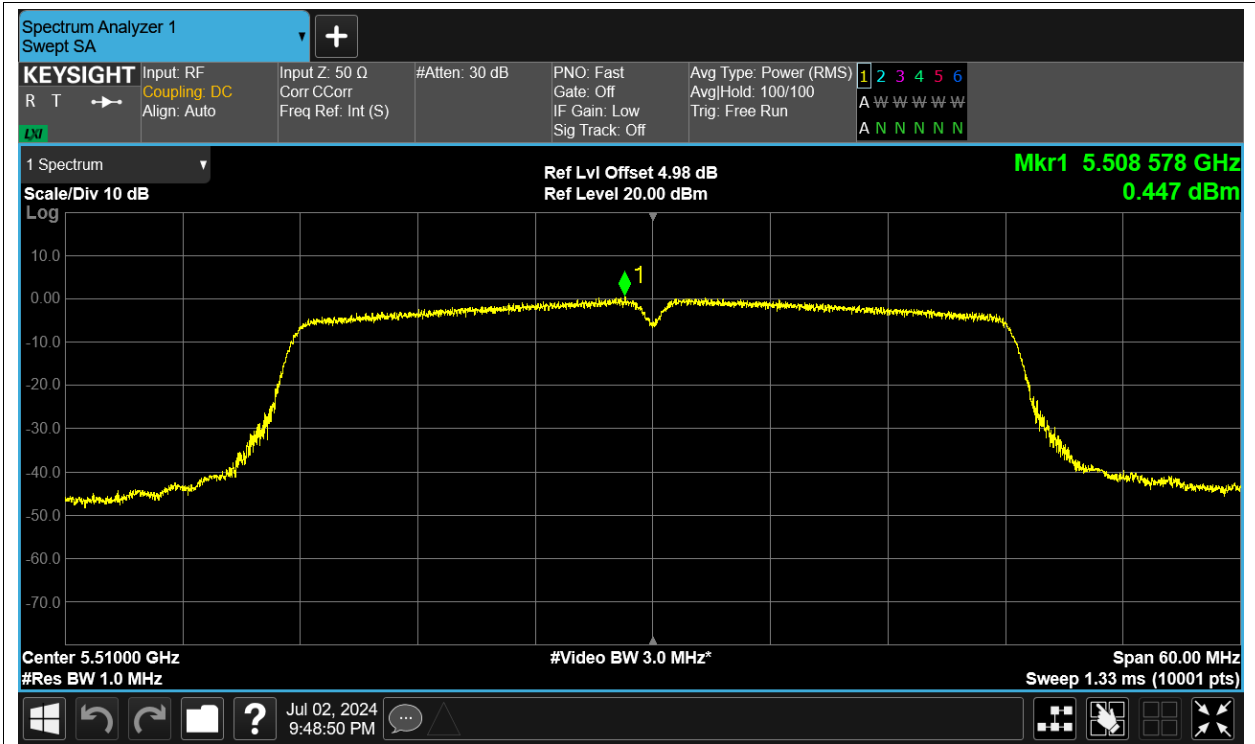 Spectrum Analyzer 1
Swept SA
KEYSIGHT
R T
LXI
Input: RF
Coupling: DC
Align: Auto
Input Z: 50 Ω
Corr CCorr
Freq Ref: Int (S)
#Atten: 30 dB
PNO: Fast
Gate: Off
IF Gain: Low
Sig Track: Off
Avg Type: Power (RMS)
Avg|Hold: 100/100
Trig: Free Run
1 2 3 4 5 6
A W W W W W
A N N N N N
1 Spectrum
Scale/Div 10 dB
Log
Ref Lvl Offset 4.98 dB
Ref Level 20.00 dBm
Mkr1 5.508 578 GHz
0.447 dBm
1
10.0
0.00
-10.0
-20.0
-30.0
-40.0
-50.0
-60.0
-70.0
Center 5.51000 GHz
#Video BW 3.0 MHz*
Span 60.00 MHz
#Res BW 1.0 MHz
Sweep 1.33 ms (10001 pts)
?
Jul 02, 2024
9:48:50 PM